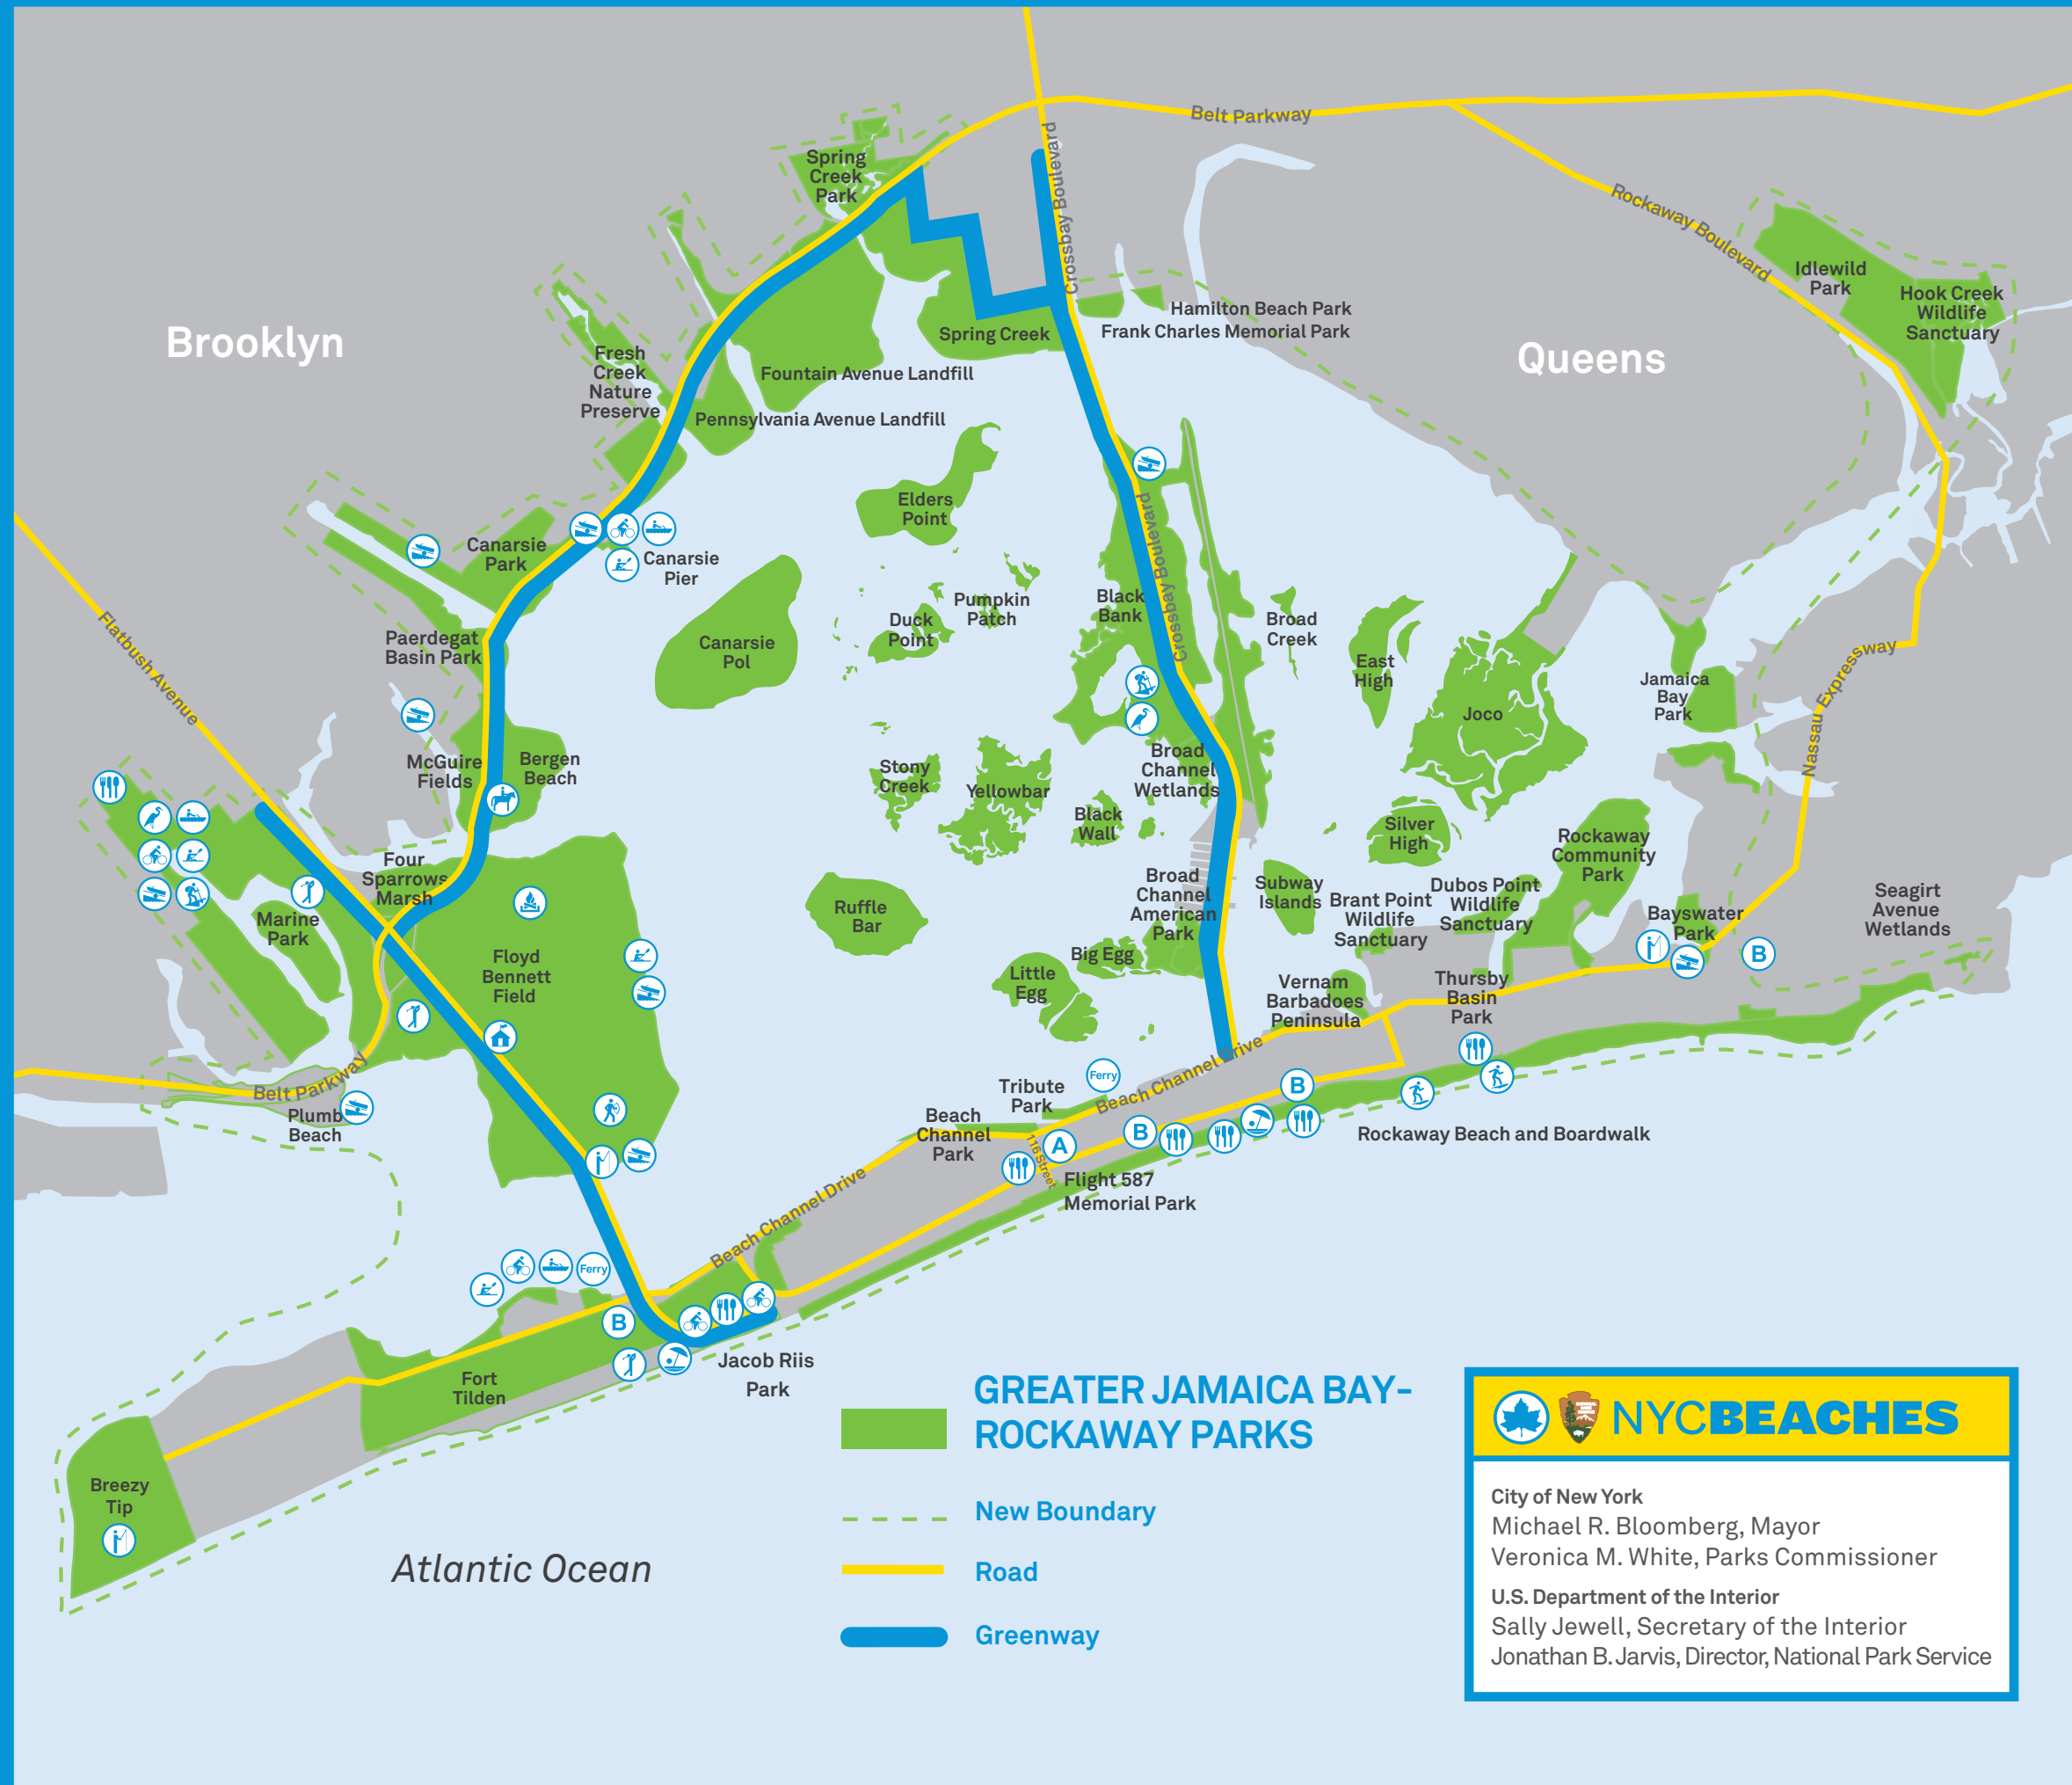 Belt Parkway
Crossbay Boulevard
Rockaway Boulevard
Spring
Creek
Park
Idlewild
Park
Hook Creek
Wildlife
Sanctuary
Brooklyn
Queens
Hamilton Beach Park
Frank Charles Memorial Park
Spring Creek
Fresh
Creek
Nature
Preserve
Fountain Avenue Landfill
Pennsylvania Avenue Landfill
Elders
Point
Canarsie
Park
Canarsie
Pier
Crossbay Boulevard
Black
Bank
Pumpkin
Patch
Duck
Point
Broad
Creek
Flatbush Avenue
Paerdegat
Basin Park
Canarsie
Pol
East
High
Joco
Jamaica
Bay
Park
Nassau Expressway
McGuire
Fields
Bergen
Beach
Stony
Creek
Yellowbar
Black
Wall
Broad
Channel
Wetlands
Silver
High
Rockaway
Community
Park
Four
Sparrows
Marsh
Marine
Park
Ruffle
Bar
Broad
Channel
American
Park
Subway
Islands
Brant Point
Wildlife
Sanctuary
Dubos Point
Wildlife
Sanctuary
Bayswater
Park
B
Seagirt
Avenue
Wetlands
Floyd
Bennett
Field
Big Egg
Little
Egg
Vernam
Barbadoes
Peninsula
Thursby
Basin
Park
Belt Parkway
Plumb
Beach
Ferry
Tribute
Park
Beach Channel Drive
Beach
Channel
Park
116 Street
A
B
B
Rockaway Beach and Boardwalk
Flight 587
Memorial Park
Beach Channel Drive
Ferry
B
Jacob Riis
Park
Fort
Tilden
Breezy
Tip
Atlantic Ocean
GREATER JAMAICA BAY-
ROCKAWAY PARKS
New Boundary
Road
Greenway
NYCBEACHES
City of New York
Michael R. Bloomberg, Mayor
Veronica M. White, Parks Commissioner
U.S. Department of the Interior
Sally Jewell, Secretary of the Interior
Jonathan B. Jarvis, Director, National Park Service